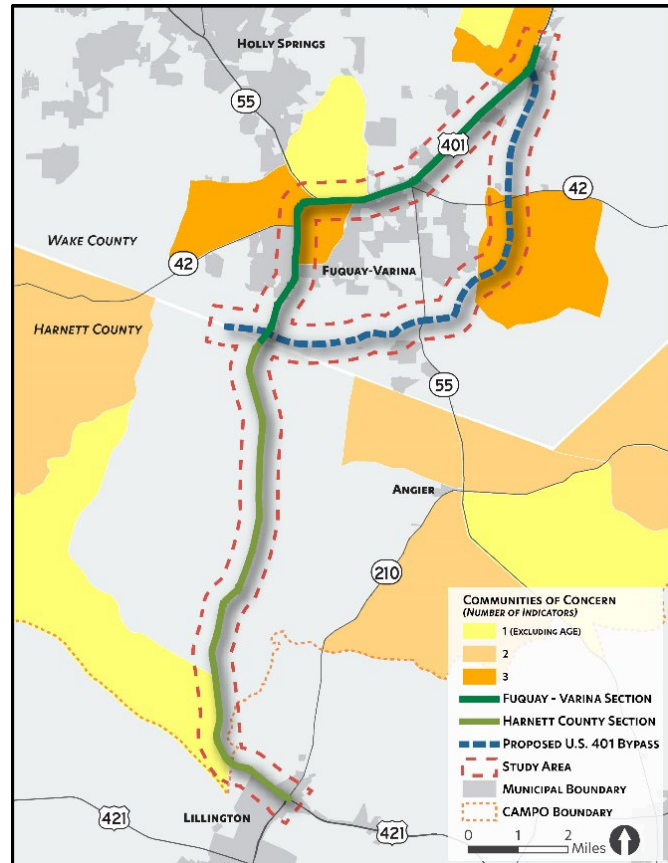 HOLLY SPRINGS
55
401
42
WAKE COUNTY
42
FUQUAY-VARINA
HARNETT COUNTY
55
ANGIER
210
COMMUNITIES OF CONCERN
(NUMBER OF INDICATORS)
1 (EXCLUDING AGE)
2
3
FUQUAY - VARINA SECTION
HARNETT COUNTY SECTION
PROPOSED U.S. 401 BYPASS
STUDY AREA
MUNICIPAL BOUNDARY
CAMPO BOUNDARY
0 1 2
MILES
LILLINGTON
421
421